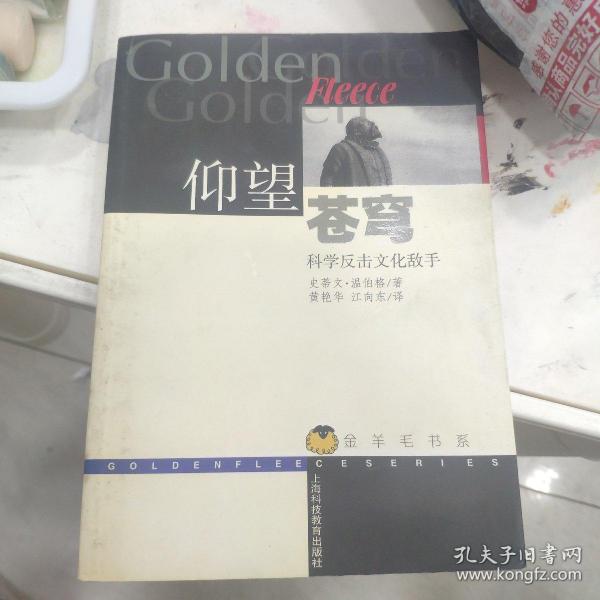 Golden
Golden
Fleece
仰望
苍穹
科学反击文化敌手
史蒂文·温伯格/著
黄艳华 江向东/译
金羊毛书系
GOLDENFLEECESERIES
上海科技教育出版社
孔夫子旧书网
www.kongfz.com